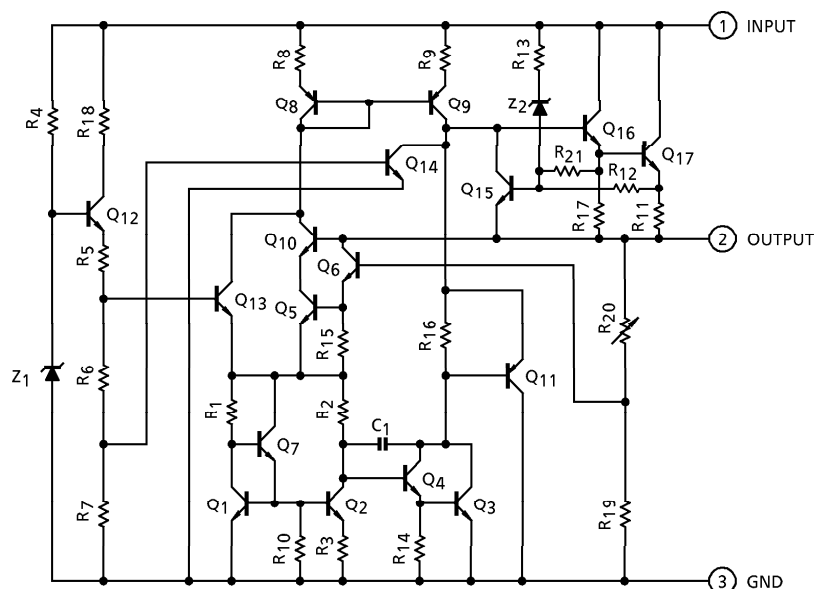 1 INPUT
R8
R9
R13
R4
R18
Q8
Q9
Z2
Q16
Q14
R21
Q17
R12
Q15
Q12
R17
R11
Q10
2 OUTPUT
R5
Q6
Q13
Q5
R20
R15
R16
Z1
R6
Q11
R1
R2
C1
Q7
Q4
R7
Q1
Q2
Q3
R19
R10
R3
R14
3 GND